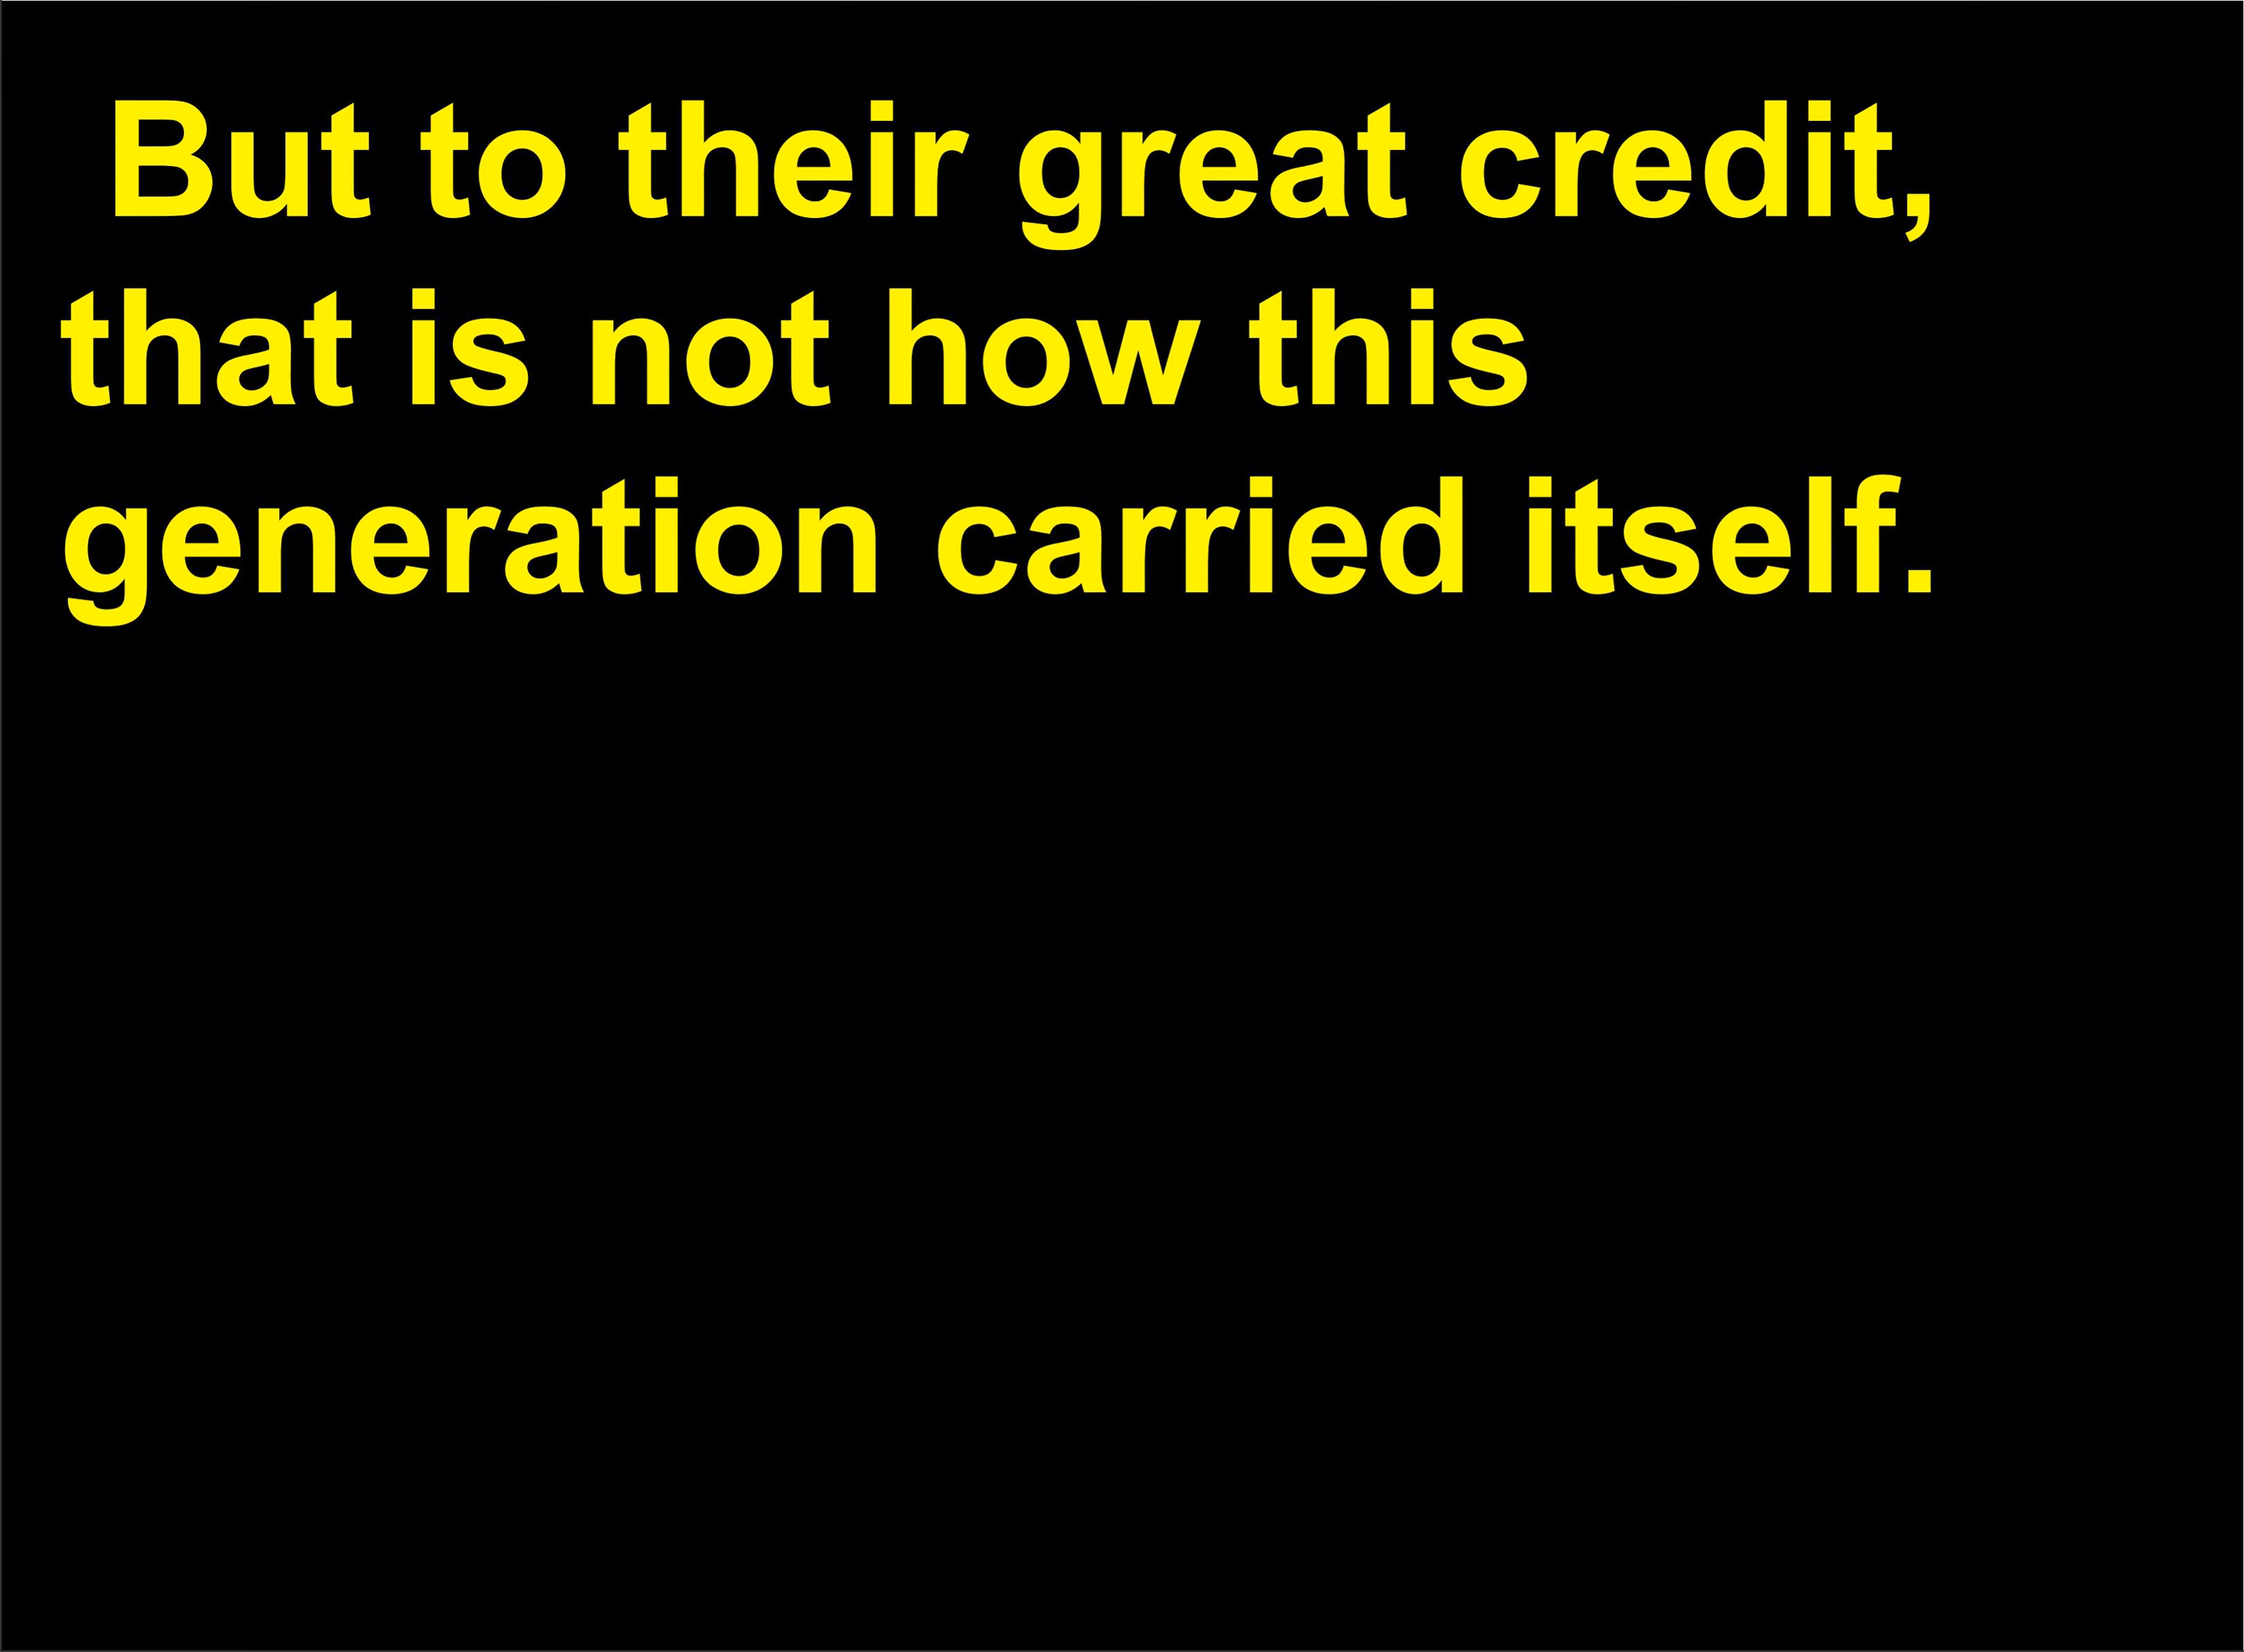 But to their great credit,
that is not how this
generation carried itself.